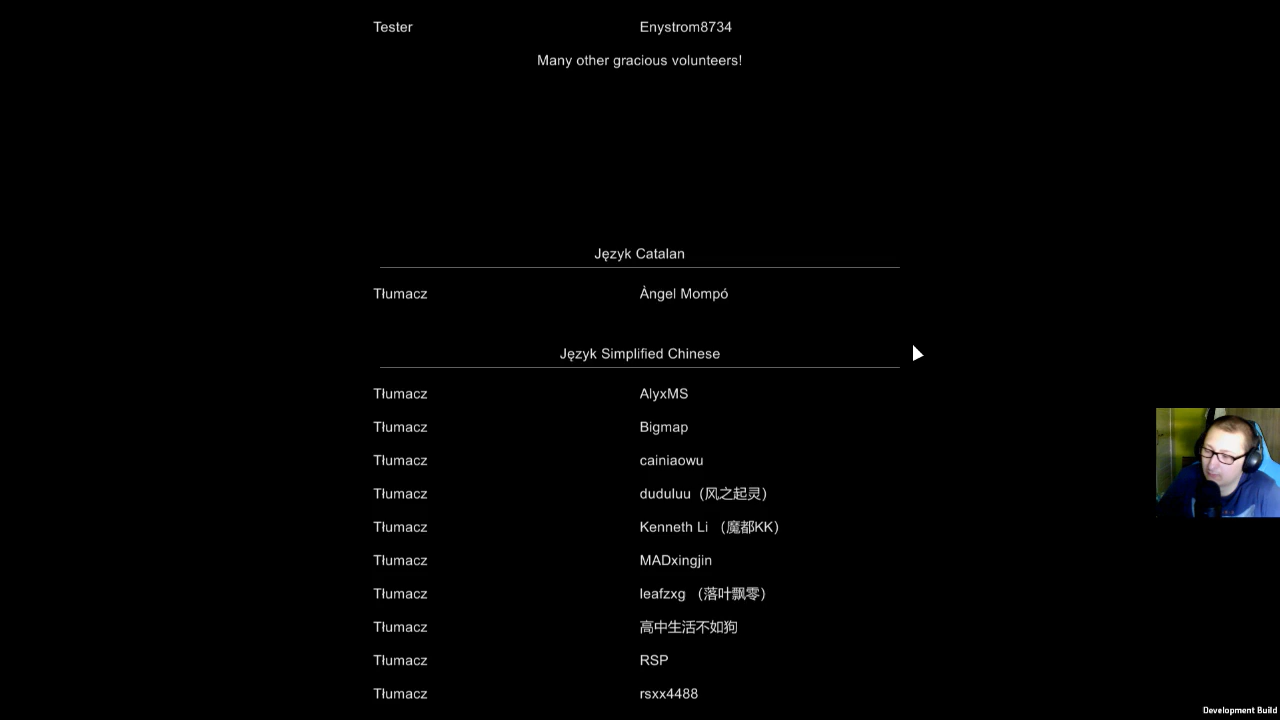 Tester Enystrom8734
Many other gracious volunteers!
Język Catalan
Tłumacz Àngel Mompó
Język Simplified Chinese
Tłumacz AlyxMS
Tłumacz Bigmap
Tłumacz cainiaowu
Tłumacz duduluu（风之起灵）
Tłumacz Kenneth Li （魔都KK）
Tłumacz MADxingjin
Tłumacz leafzxg （落叶飘零）
Tłumacz 高中生活不如狗
Tłumacz RSP
Tłumacz rsxx4488
Development Build